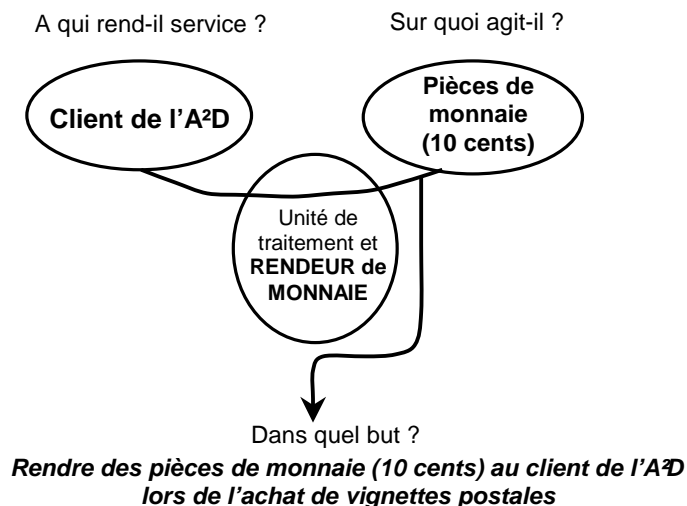 A qui rend-il service ?
Sur quoi agit-il ?
Client de l'A²D
Pièces de
monnaie
(10 cents)
Unité de
traitement et
RENDEUR de
MONNAIE
Dans quel but ?
Rendre des pièces de monnaie (10 cents) au client de l'A²D
lors de l'achat de vignettes postales